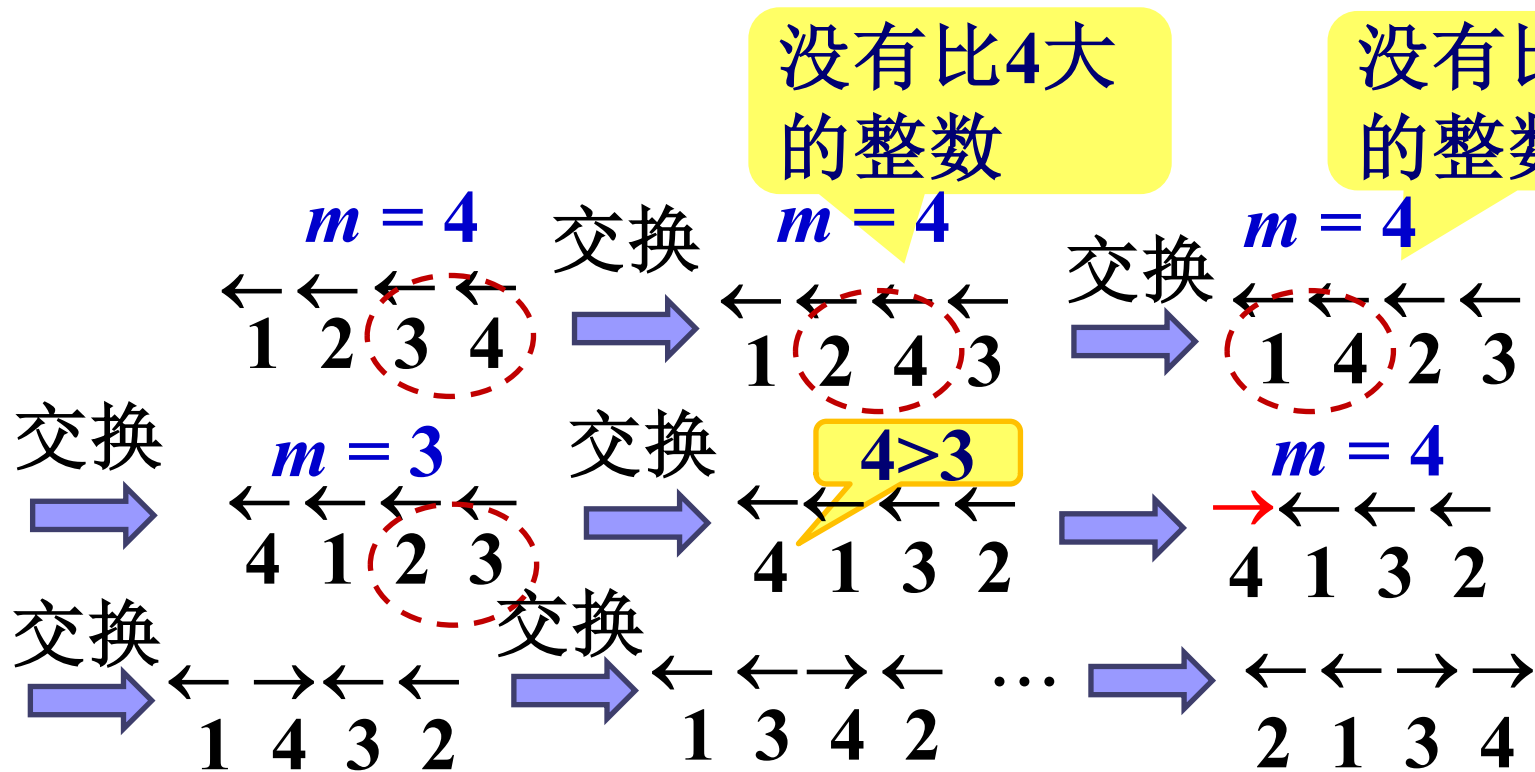 没有比4大
的整数
没有
的整
m = 4
交换
m = 4
交换
m = 4
← ← ← ←
1 2 3 4
← ← ← ←
1 2 4 3
← ← ← ←
1 4 2 3
交换
m = 3
交换
4>3
m = 4
← ← ← ←
4 1 2 3
← ← ← ←
4 1 3 2
→ ← ← ←
4 1 3 2
交换
← → ← ←
1 4 3 2
交换
← ← → ←
1 3 4 2
…
← ← → →
2 1 3 4